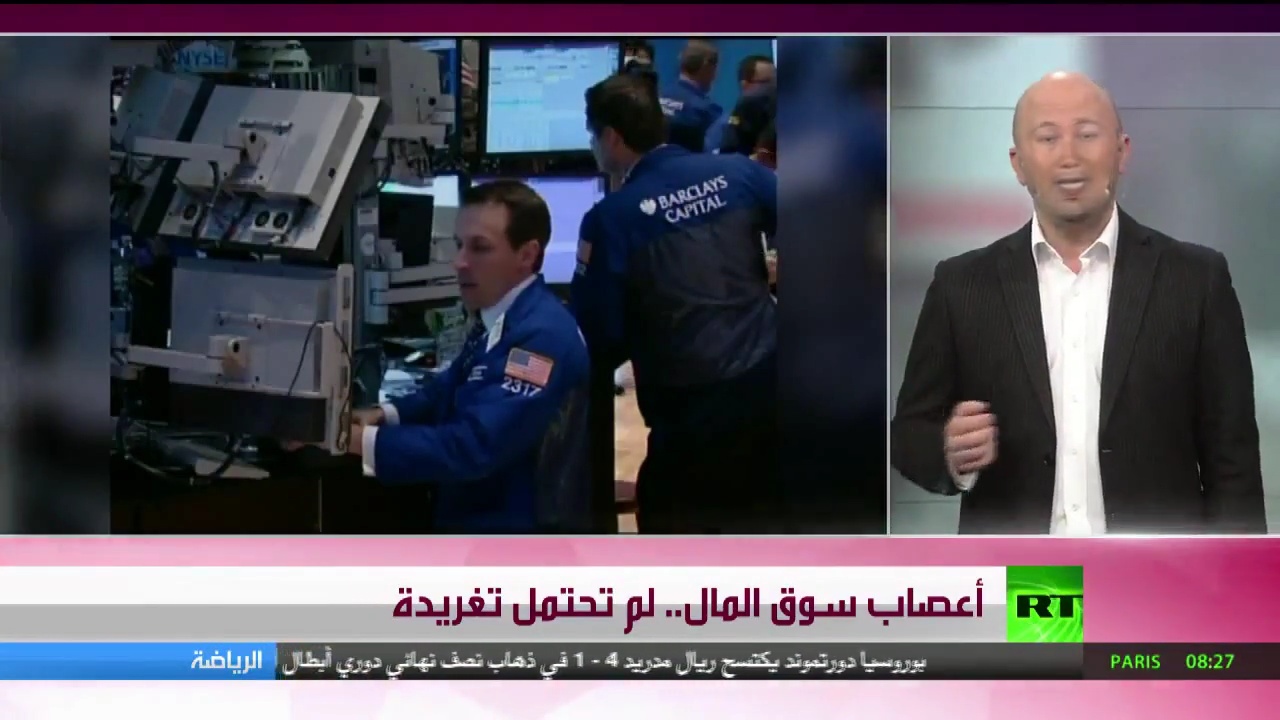 NYSE
BARCLAYS
CAPITAL
2317
أعصاب سوق المال.. لم تحتمل تغريدة
RT
الرياضة
بوروسيا دورتموند يكتسح ريال مدريد 4 - 1 في ذهاب نصف نهائي دوري أبطال
PARIS 08:27